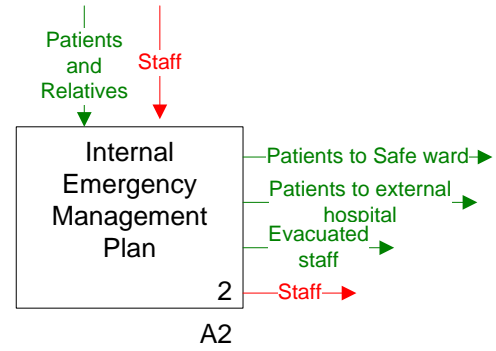 Patients
and
Relatives
Staff
Internal
Emergency
Management
Plan
2
A2
Patients to Safe ward
Patients to external
hospital
Evacuated
staff
Staff